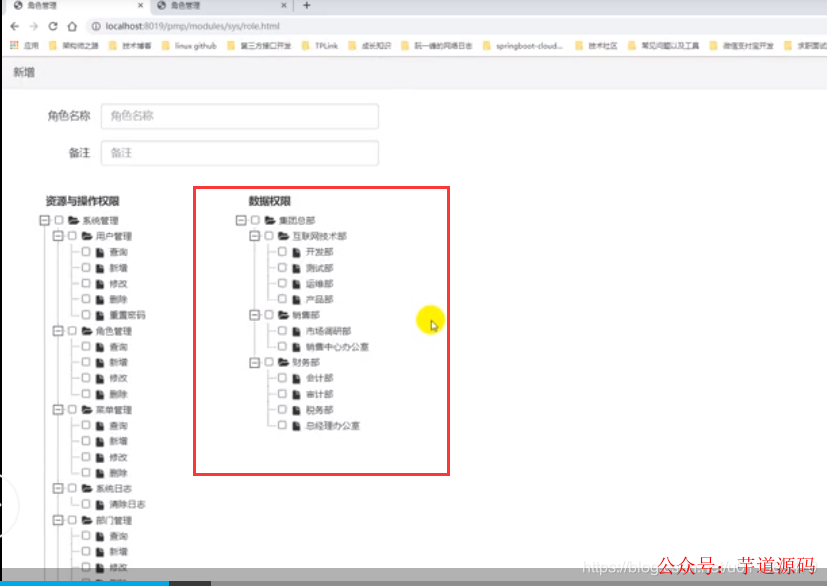 角色管理
角色管理
localhost:8019/pmp/modules/sys/role.html
应用
架构师之路
技术博客
linux github
第三方接口开发
TPLink
成长知识
阮一峰的网络日志
springboot-cloud...
技术社区
常见问题以及工具
微信支付宝开发
求职面试
新增
角色名称
角色名称
备注
备注
资源与操作权限
系统管理
用户管理
查询
新增
修改
删除
重置密码
角色管理
查询
新增
修改
删除
菜单管理
查询
新增
修改
删除
系统日志
清除日志
部门管理
查询
新增
修改
数据权限
集团总部
互联网技术部
开发部
测试部
运维部
产品部
销售部
市场调研部
销售中心办公室
财务部
会计部
审计部
税务部
总经理办公室
公众号：芋道源码